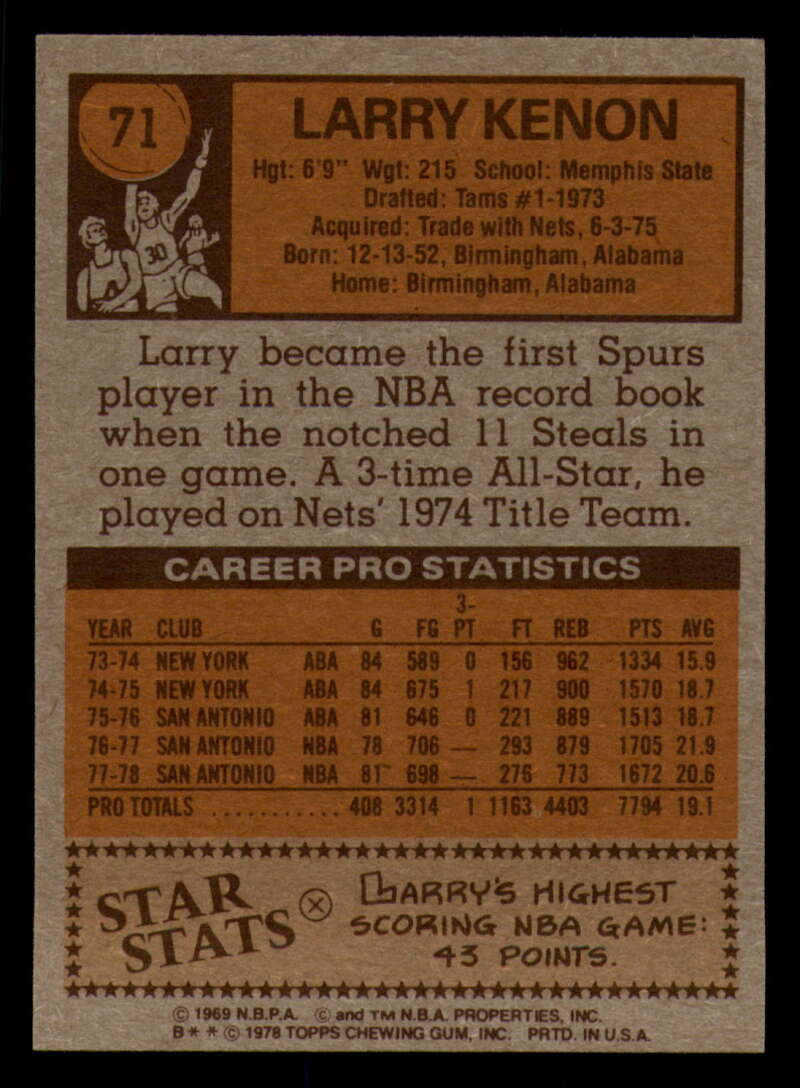 71
LARRY KENON
Hgt: 6'9" Wgt: 215 School: Memphis State
Drafted: Tams #1-1973
Acquired: Trade with Nets, 6-3-75
Born: 12-13-52, Birmingham, Alabama
Home: Birmingham, Alabama
30
Larry became the first Spurs
player in the NBA record book
when the notched 11 Steals in
one game. A 3-time All-Star, he
played on Nets' 1974 Title Team.
CAREER PRO STATISTICS
YEAR CLUB G FG 3-PT FT REB PTS AVG
73-74 NEW YORK ABA 84 589 0 156 962 1334 15.9
74-75 NEW YORK ABA 84 675 1 217 900 1570 18.7
75-76 SAN ANTONIO ABA 81 646 0 221 889 1513 18.7
76-77 SAN ANTONIO NBA 78 706 — 293 879 1705 21.9
77-78 SAN ANTONIO NBA 81 698 — 276 773 1672 20.6
PRO TOTALS ........... 408 3314 1 1163 4403 7794 19.1
STAR
STATS
LARRY'S HIGHEST
SCORING NBA GAME:
43 POINTS.
© 1969 N.B.P.A. © and TM N.B.A. PROPERTIES, INC.
B * * © 1978 TOPPS CHEWING GUM, INC. PRTD. IN U.S.A.